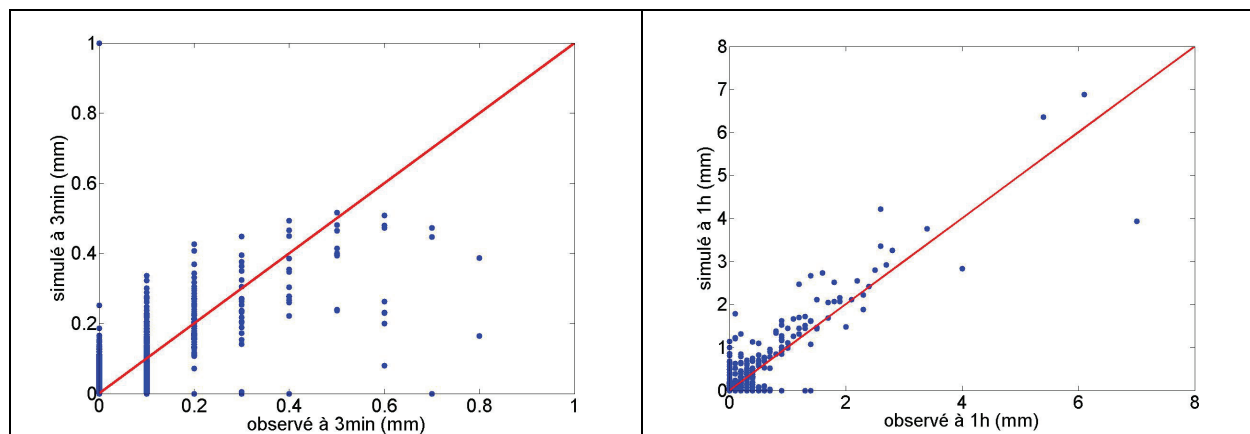 1
0.8
0.6
0.4
0.2
0
0 0.2 0.4 0.6 0.8 1
simulé à 3min (mm)
observé à 3min (mm)
8
7
6
5
4
3
2
1
0
0 2 4 6 8
simulé à 1h (mm)
observé à 1h (mm)